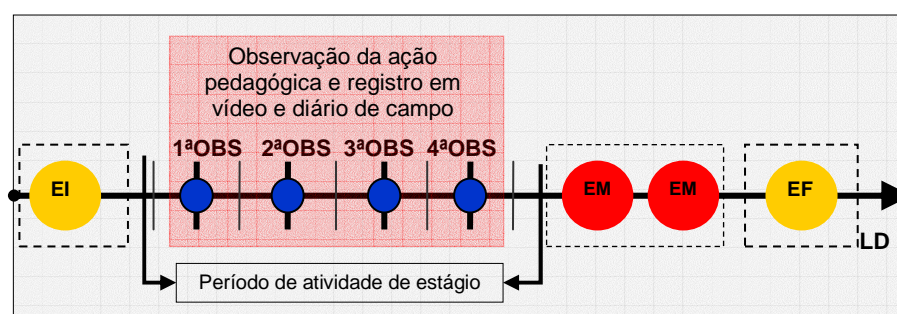 Observação da ação
pedagógica e registro em
vídeo e diário de campo
1ªOBS 2ªOBS 3ªOBS 4ªOBS
EI EM EM EF
LD
Período de atividade de estágio